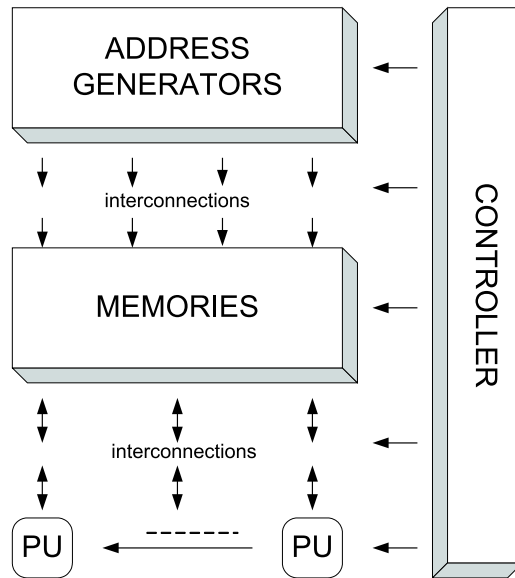 ADDRESS
GENERATORS
interconnections
MEMORIES
interconnections
PU
PU
CONTROLLER